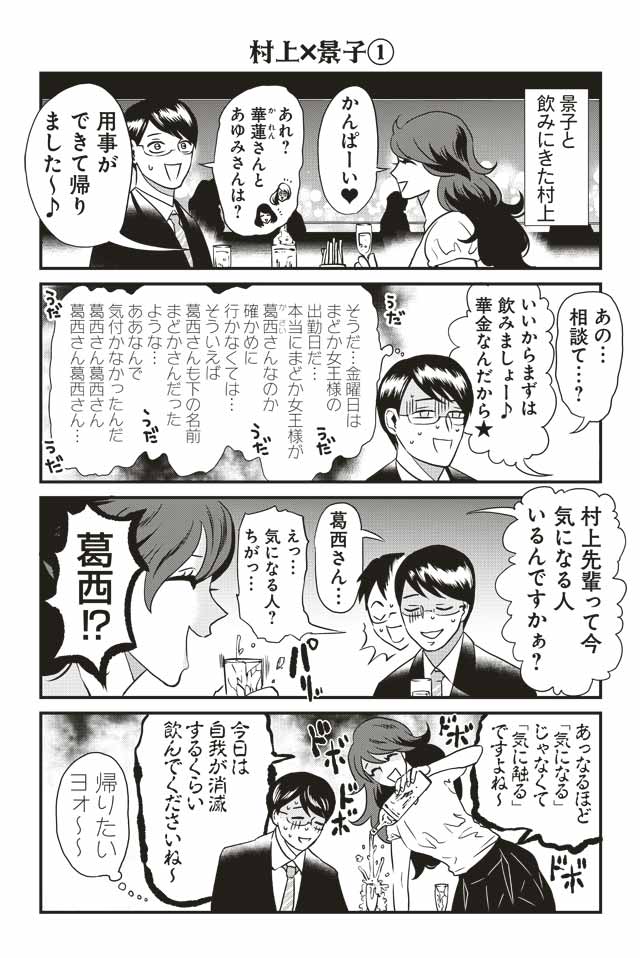 村上×景子①
景子と
飲みにきた村上
かんぱーい♥
あれ?
華蓮さんと
かれん
あゆみさんは?
用事が
できて帰り
ました〜♪
あの…
相談て…?
いいからまずは
飲みましょー♪
華金なんだから★
そうだ…金曜日は
まどか女王様の
出勤日だ…
本当にまどか女王様が
葛西さんなのか
かさい
確かめに
行かなくては…
そういえば
葛西さんも下の名前
まどかさんだった
ような…
ああなんで
気付かなかったんだ
葛西さん葛西さん
葛西さん葛西さん…
うだ
うだ
うだ
うだ
村上先輩って今
気になる人
いるんですかぁ?
葛西さん…
えっ…
気になる人?
ちがっ…
パリッ
葛西!?
あっなるほど
「気になる」
じゃなくて
「気に触る」
ですよね〜
ドボ
ドボ
ドボ
ドボ
今日は
自我が消滅
するくらい
飲んでくださいね〜
帰りたい
ヨォ〜〜